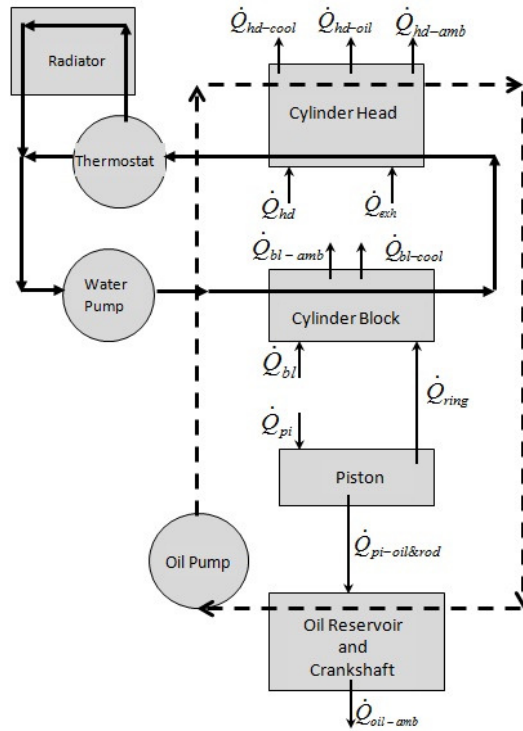 Q̇hd-cool
Q̇hd-oil
Q̇hd-amb
Radiator
Cylinder Head
Thermostat
Q̇hd
Q̇exh
Q̇bl-amb
Q̇bl-cool
Water
Pump
Cylinder Block
Q̇bl
Q̇ring
Q̇pi
Piston
Q̇pi-oil&rod
Oil Pump
Oil Reservoir
and
Crankshaft
Q̇oil-amb